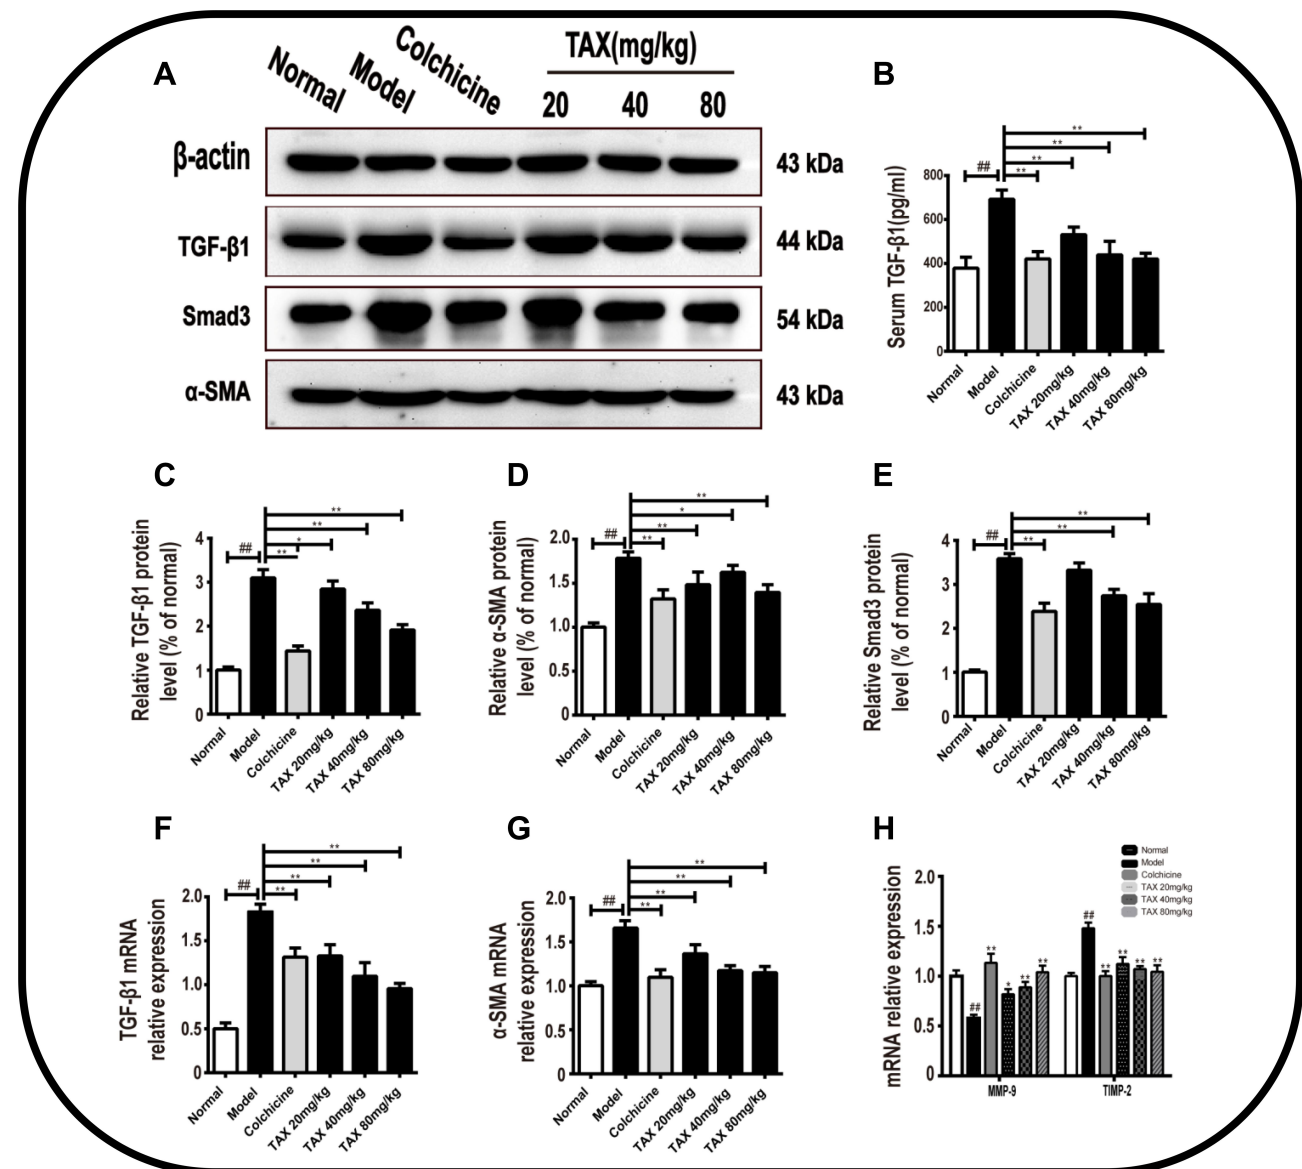 A
Normal
Model
Colchicine
TAX(mg/kg)
20 40 80
β-actin 43 kDa
TGF-β1 44 kDa
Smad3 54 kDa
α-SMA 43 kDa
B
Serum TGF-β1(pg/ml)
800
600
400
200
0
##
**
**
**
**
Normal
Model
Colchicine
TAX 20mg/kg
TAX 40mg/kg
TAX 80mg/kg
C
Relative TGF-β1 protein
level (% of normal)
4
3
2
1
0
##
**
*
**
**
Normal
Model
Colchicine
TAX 20mg/kg
TAX 40mg/kg
TAX 80mg/kg
D
Relative α-SMA protein
level (% of normal)
2.0
1.5
1.0
0.5
0
##
**
**
*
**
Normal
Model
Colchicine
TAX 20mg/kg
TAX 40mg/kg
TAX 80mg/kg
E
Relative Smad3 protein
level (% of normal)
4
3
2
1
0
##
**
**
**
Normal
Model
Colchicine
TAX 20mg/kg
TAX 40mg/kg
TAX 80mg/kg
F
TGF-β1 mRNA
relative expression
2.0
1.5
1.0
0.5
0
##
**
**
**
**
Normal
Model
Colchicine
TAX 20mg/kg
TAX 40mg/kg
TAX 80mg/kg
G
α-SMA mRNA
relative expression
2.0
1.5
1.0
0.5
0
##
**
**
**
**
Normal
Model
Colchicine
TAX 20mg/kg
TAX 40mg/kg
TAX 80mg/kg
H
mRNA relative expression
2.0
1.5
1.0
0.5
0
Normal
Model
Colchicine
TAX 20mg/kg
TAX 40mg/kg
TAX 80mg/kg
## ** * ** **
## ** ** ** **
MMP-9 TIMP-2